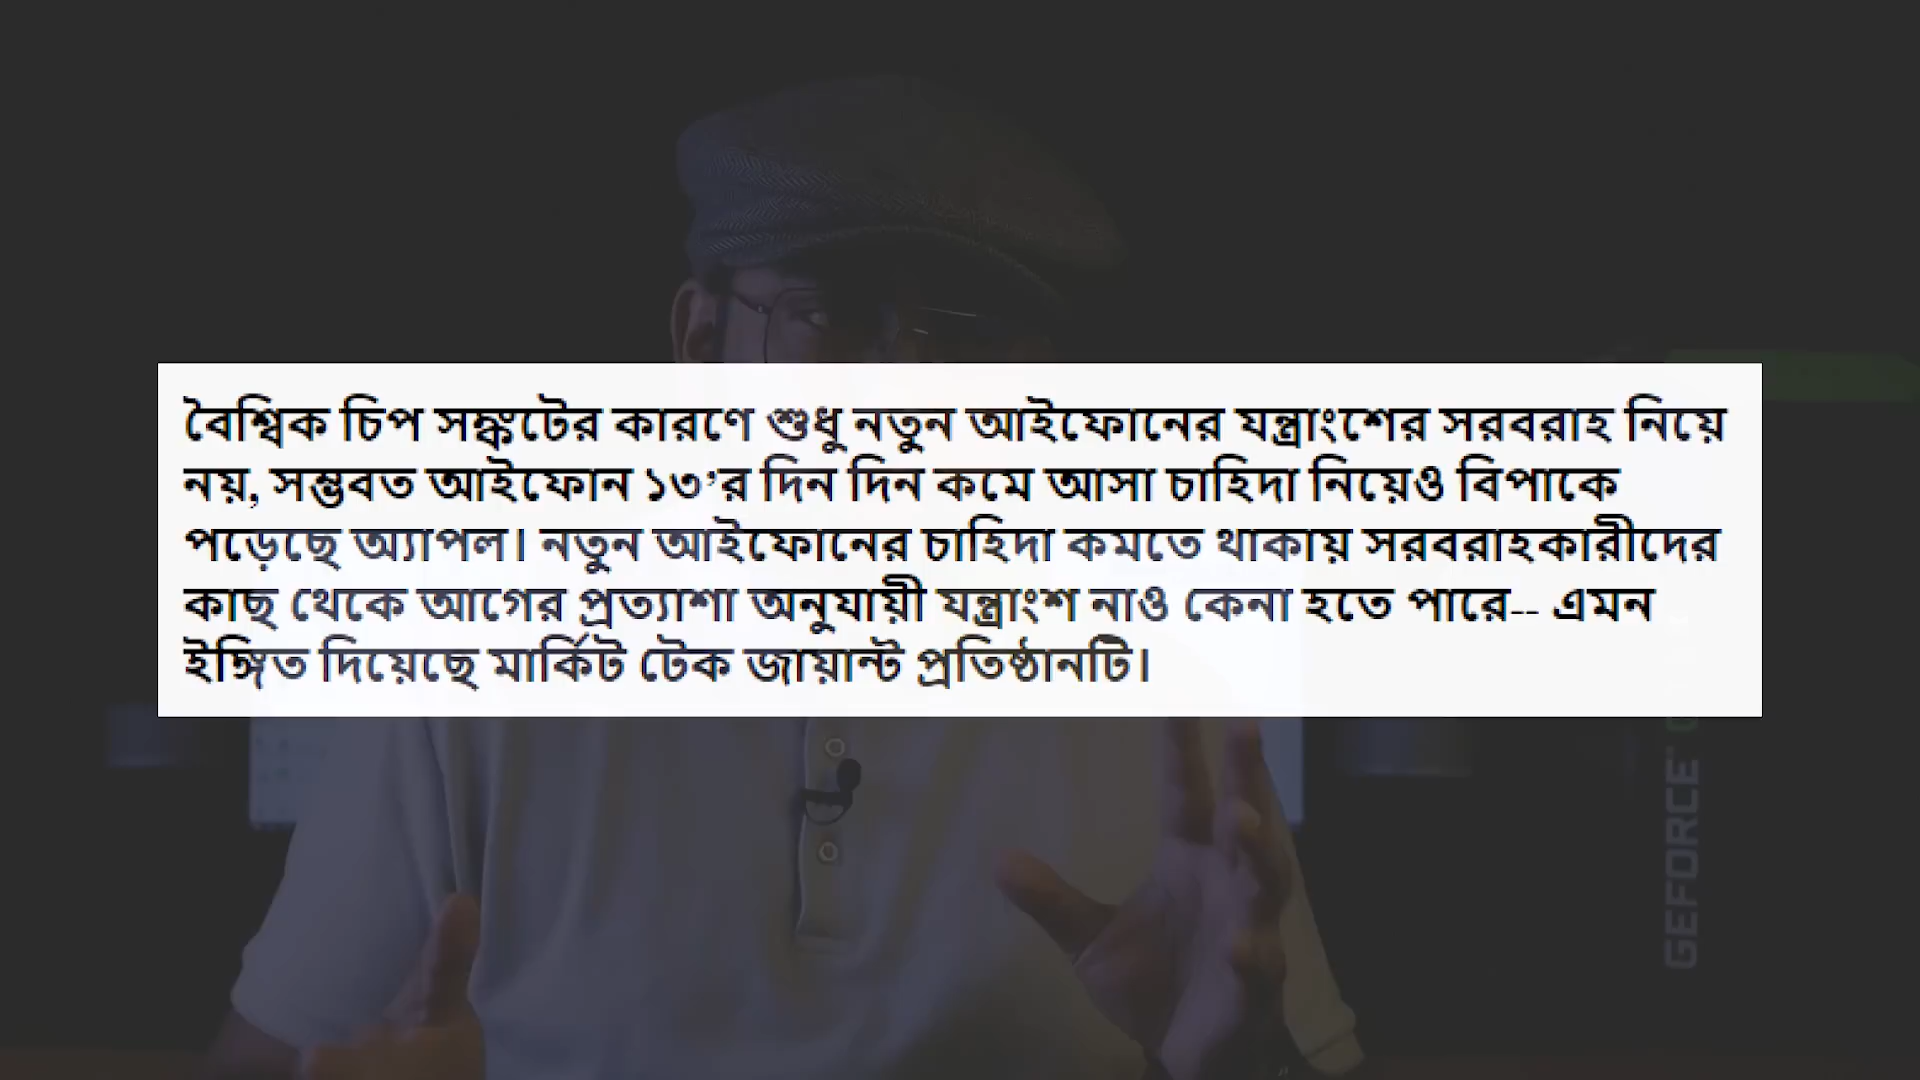 বৈশ্বিক চিপ সঙ্কটের কারণে শুধু নতুন আইফোনের যন্ত্রাংশের সরবরাহ নিয়ে
নয়, সম্ভবত আইফোন ১৩’র দিন দিন কমে আসা চাহিদা নিয়েও বিপাকে
পড়েছে অ্যাপল। নতুন আইফোনের চাহিদা কমতে থাকায় সরবরাহকারীদের
কাছ থেকে আগের প্রত্যাশা অনুযায়ী যন্ত্রাংশ নাও কেনা হতে পারে-- এমন
ইঙ্গিত দিয়েছে মার্কিট টেক জায়ান্ট প্রতিষ্ঠানটি।
GEFORCE